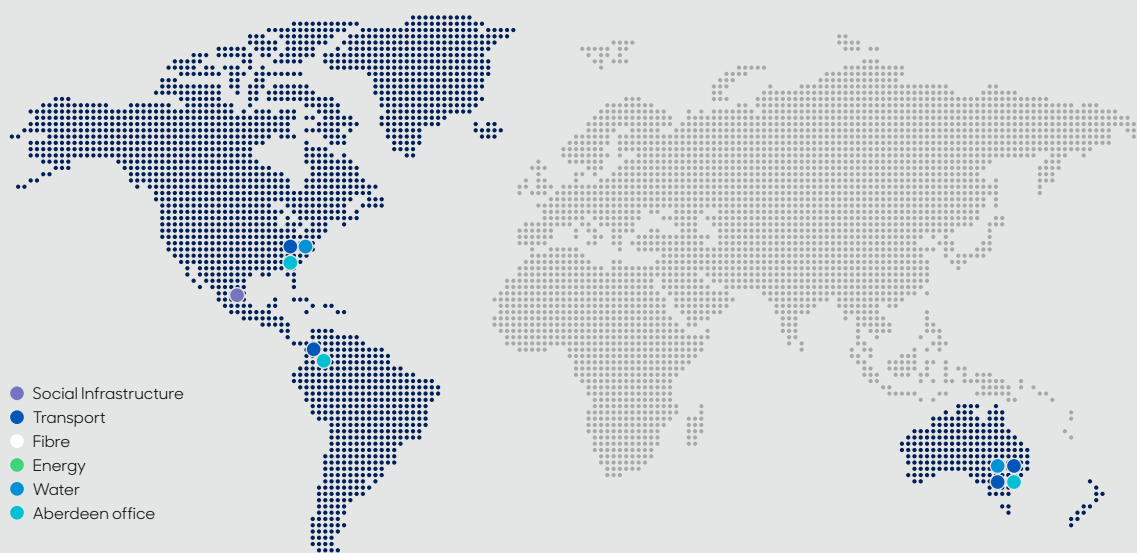 Social Infrastructure
Transport
Fibre
Energy
Water
Aberdeen office